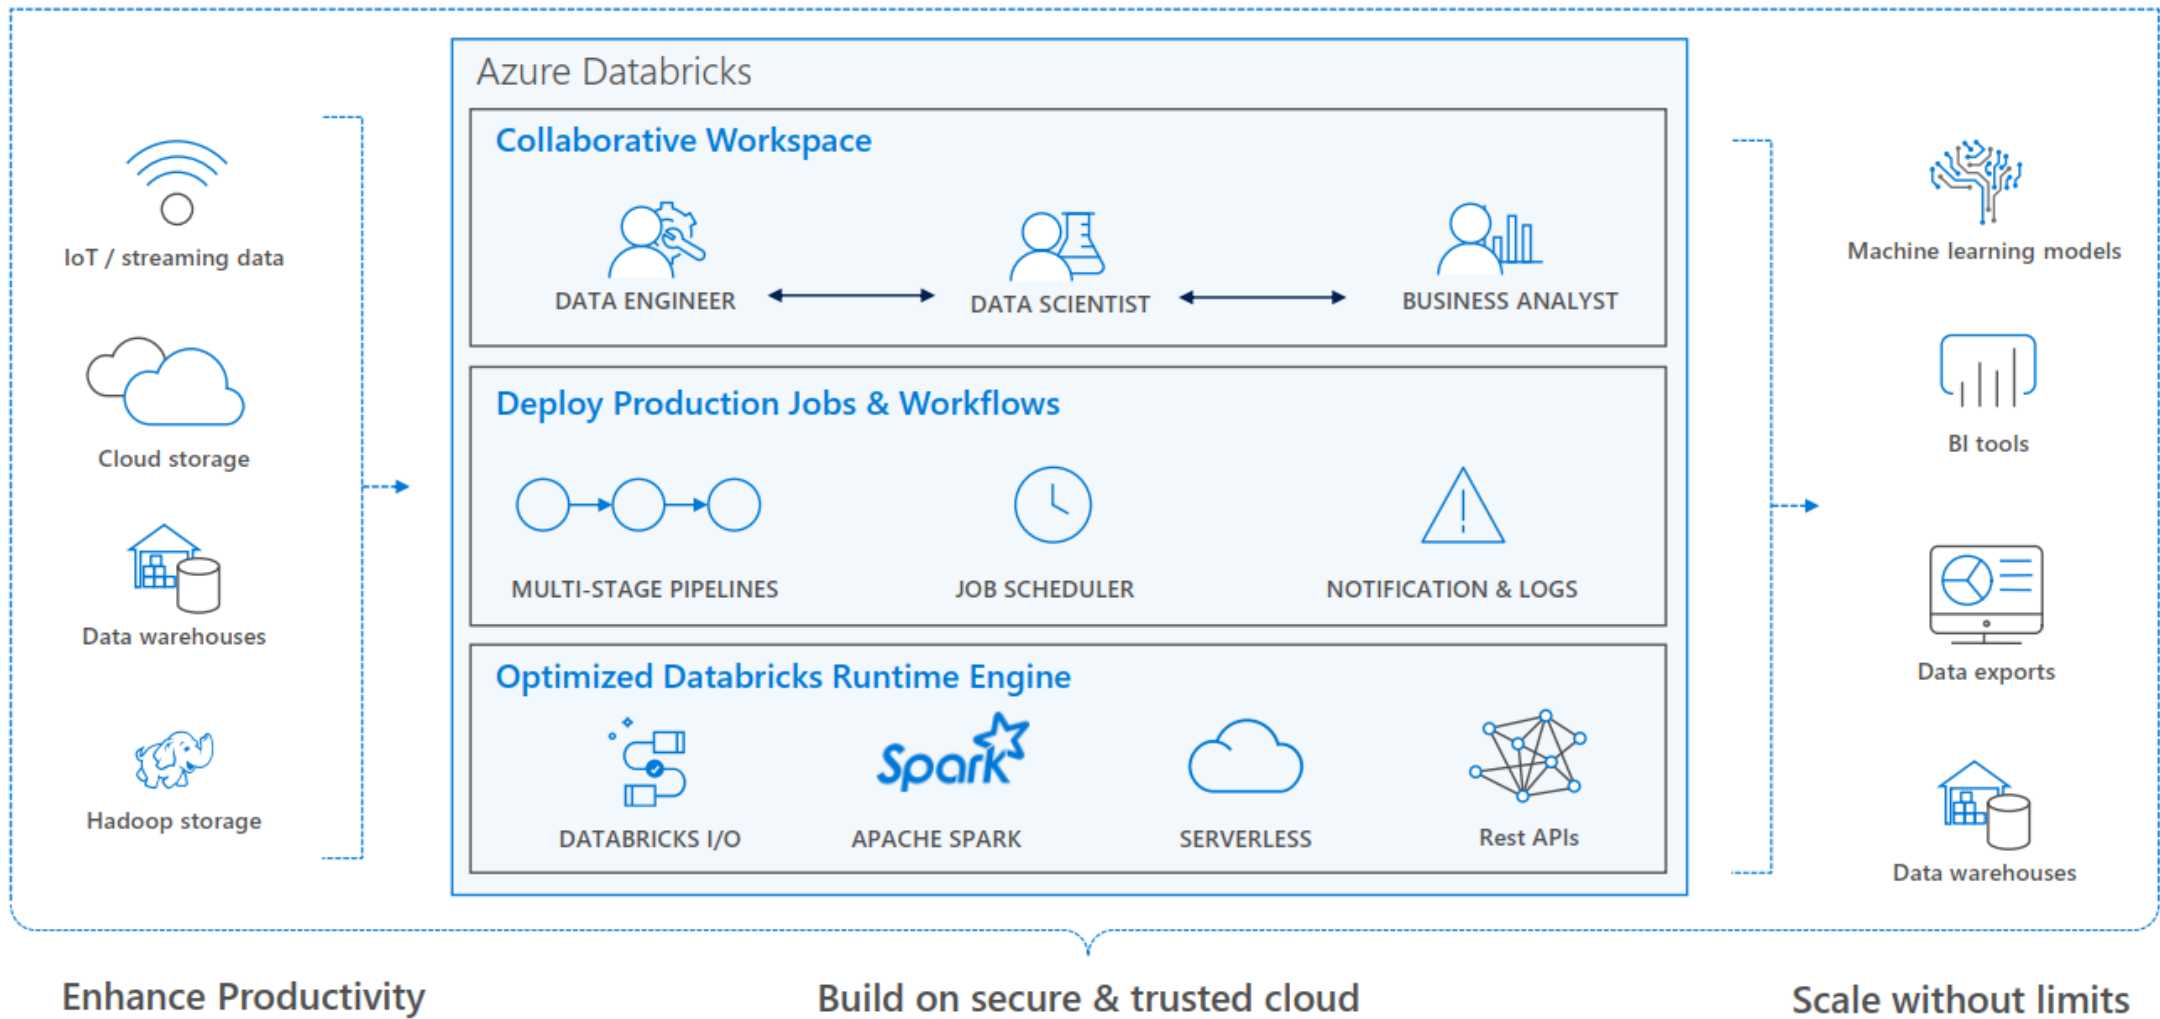 Azure Databricks
Collaborative Workspace
DATA ENGINEER
DATA SCIENTIST
BUSINESS ANALYST
Deploy Production Jobs & Workflows
MULTI-STAGE PIPELINES
JOB SCHEDULER
NOTIFICATION & LOGS
Optimized Databricks Runtime Engine
Spark
DATABRICKS I/O
APACHE SPARK
SERVERLESS
Rest APIs
IoT / streaming data
Cloud storage
Data warehouses
Hadoop storage
Machine learning models
BI tools
Data exports
Data warehouses
Enhance Productivity
Build on secure & trusted cloud
Scale without limits